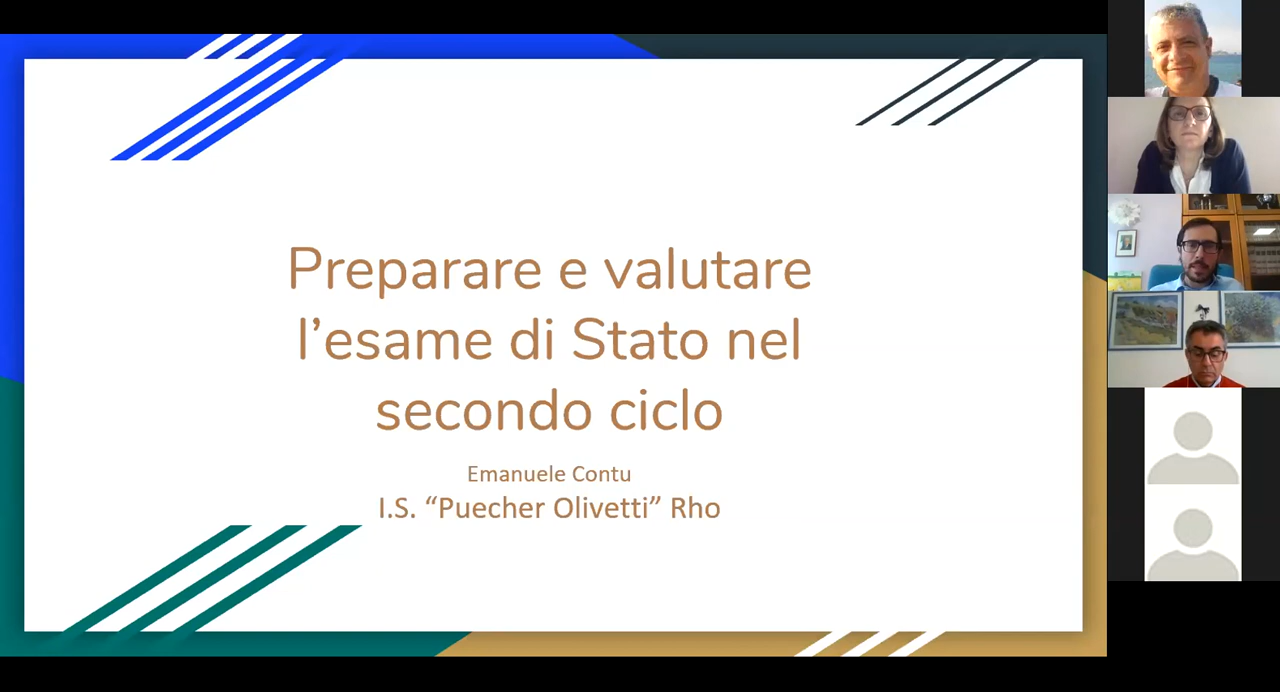 Preparare e valutare
l’esame di Stato nel
secondo ciclo
Emanuele Contu
I.S. “Puecher Olivetti” Rho